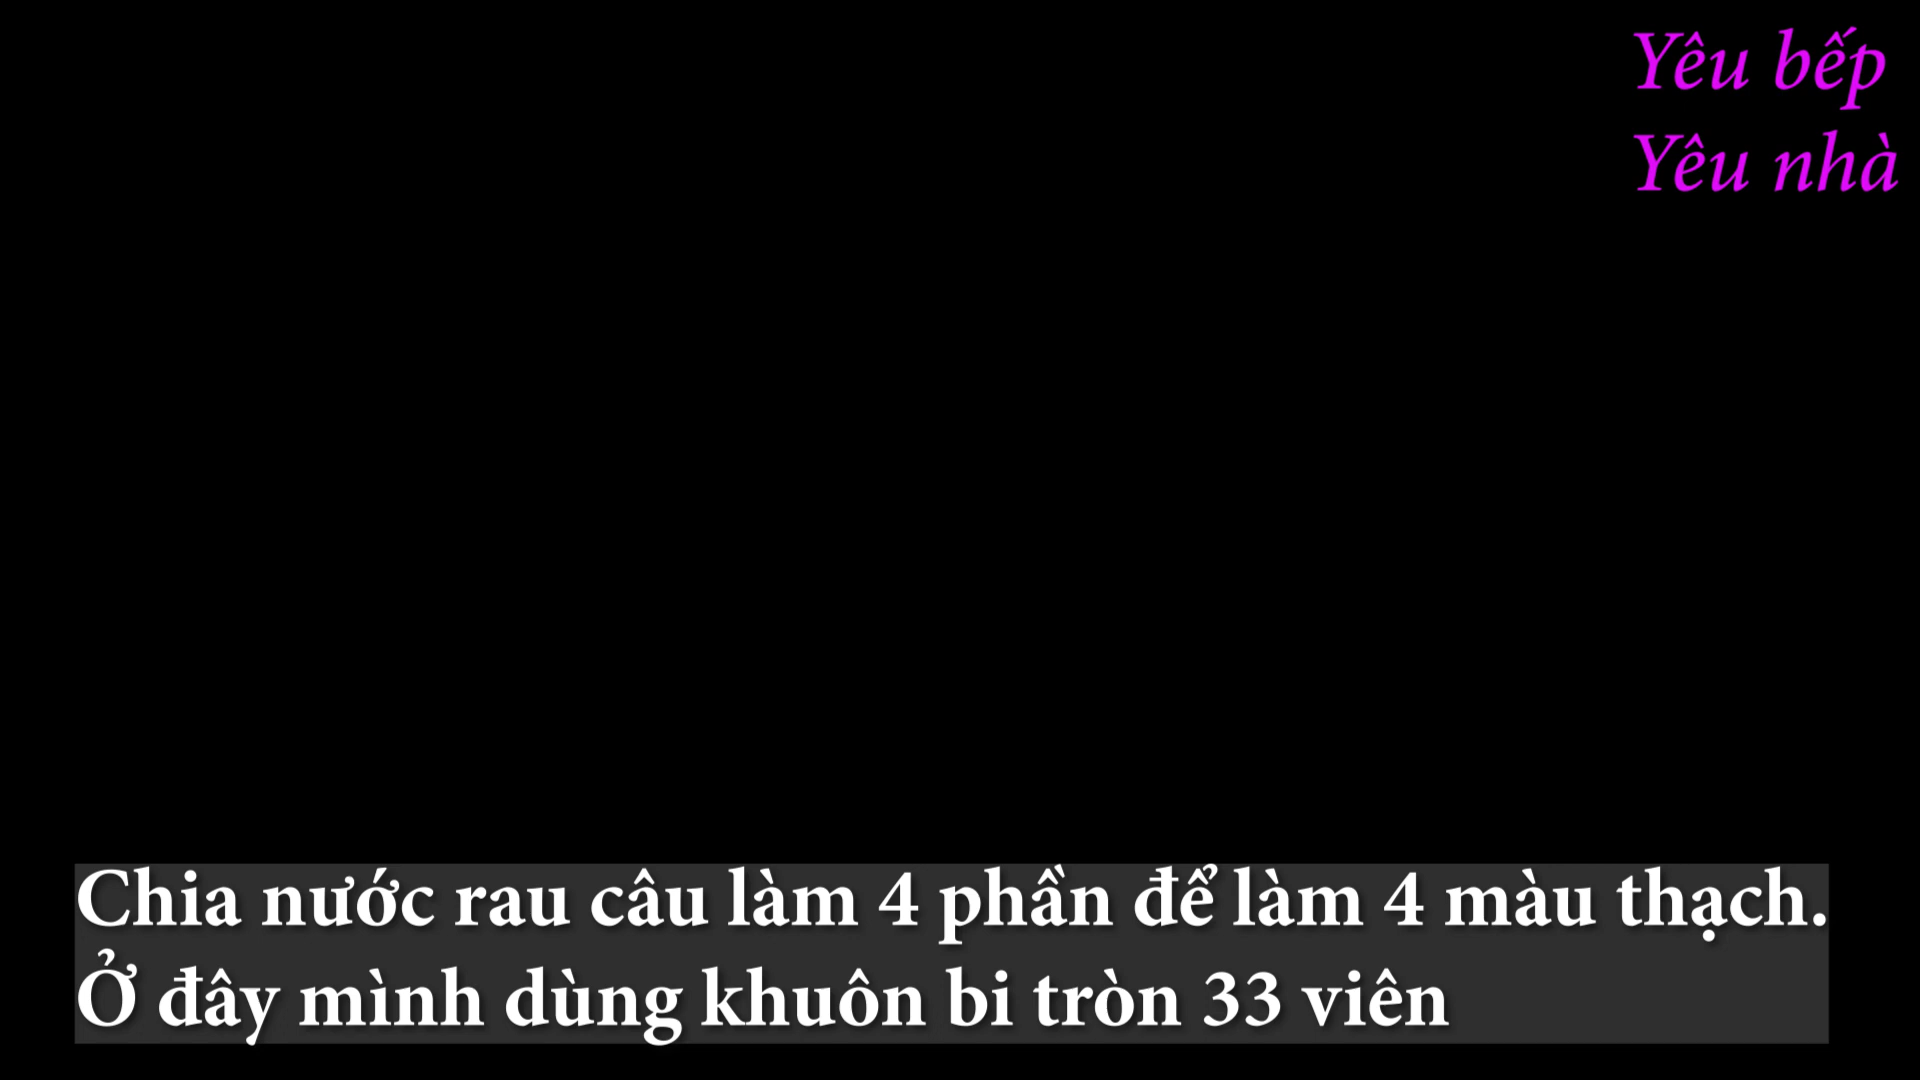 Yêu bếp
Yêu nhà
Chia nước rau câu làm 4 phần để làm 4 màu thạch.
Ở đây mình dùng khuôn bi tròn 33 viên